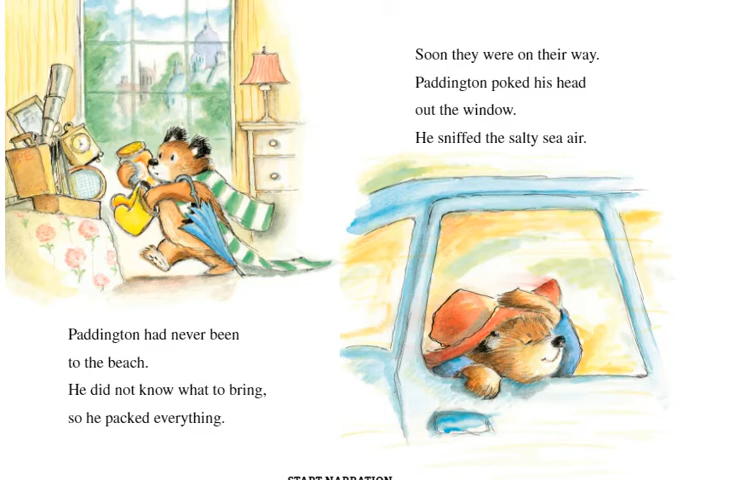 Paddington had never been
to the beach.
He did not know what to bring,
so he packed everything.
Soon they were on their way.
Paddington poked his head
out the window.
He sniffed the salty sea air.
START NARRATION